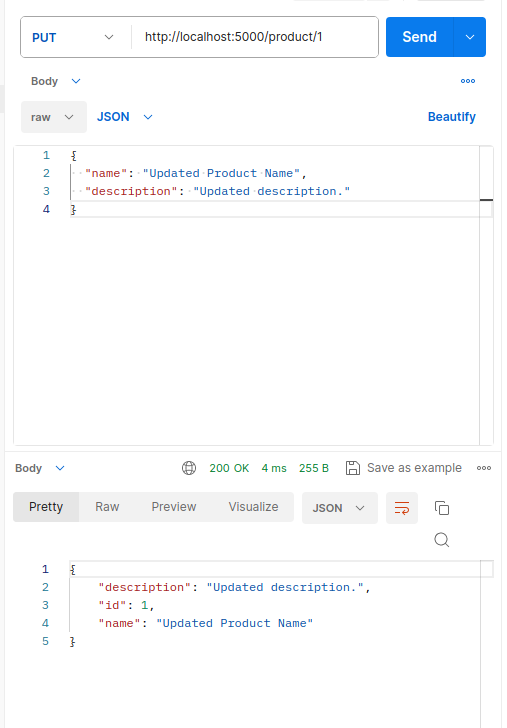 PUT http://localhost:5000/product/1 Send
Body
raw JSON Beautify
1 {
2 "name": "Updated Product Name",
3 "description": "Updated description."
4 }
Body 200 OK 4 ms 255 B Save as example
Pretty Raw Preview Visualize JSON
1 {
2 "description": "Updated description.",
3 "id": 1,
4 "name": "Updated Product Name"
5 }